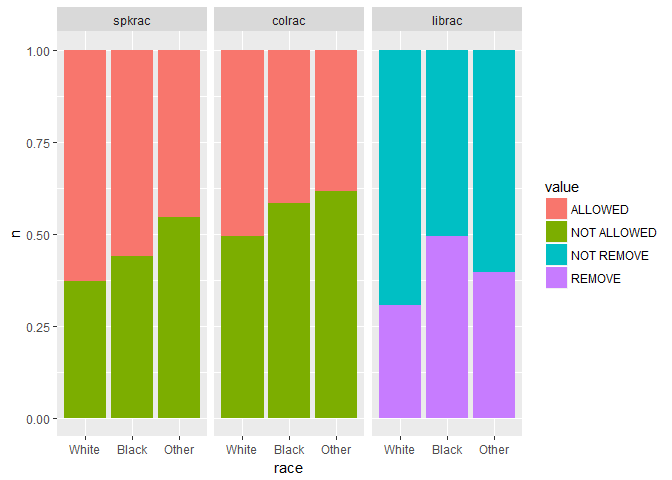 spkrac colrac librac
1.00
0.75
0.50
0.25
0.00
n
White Black Other White Black Other White Black Other
race
value
ALLOWED
NOT ALLOWED
NOT REMOVE
REMOVE